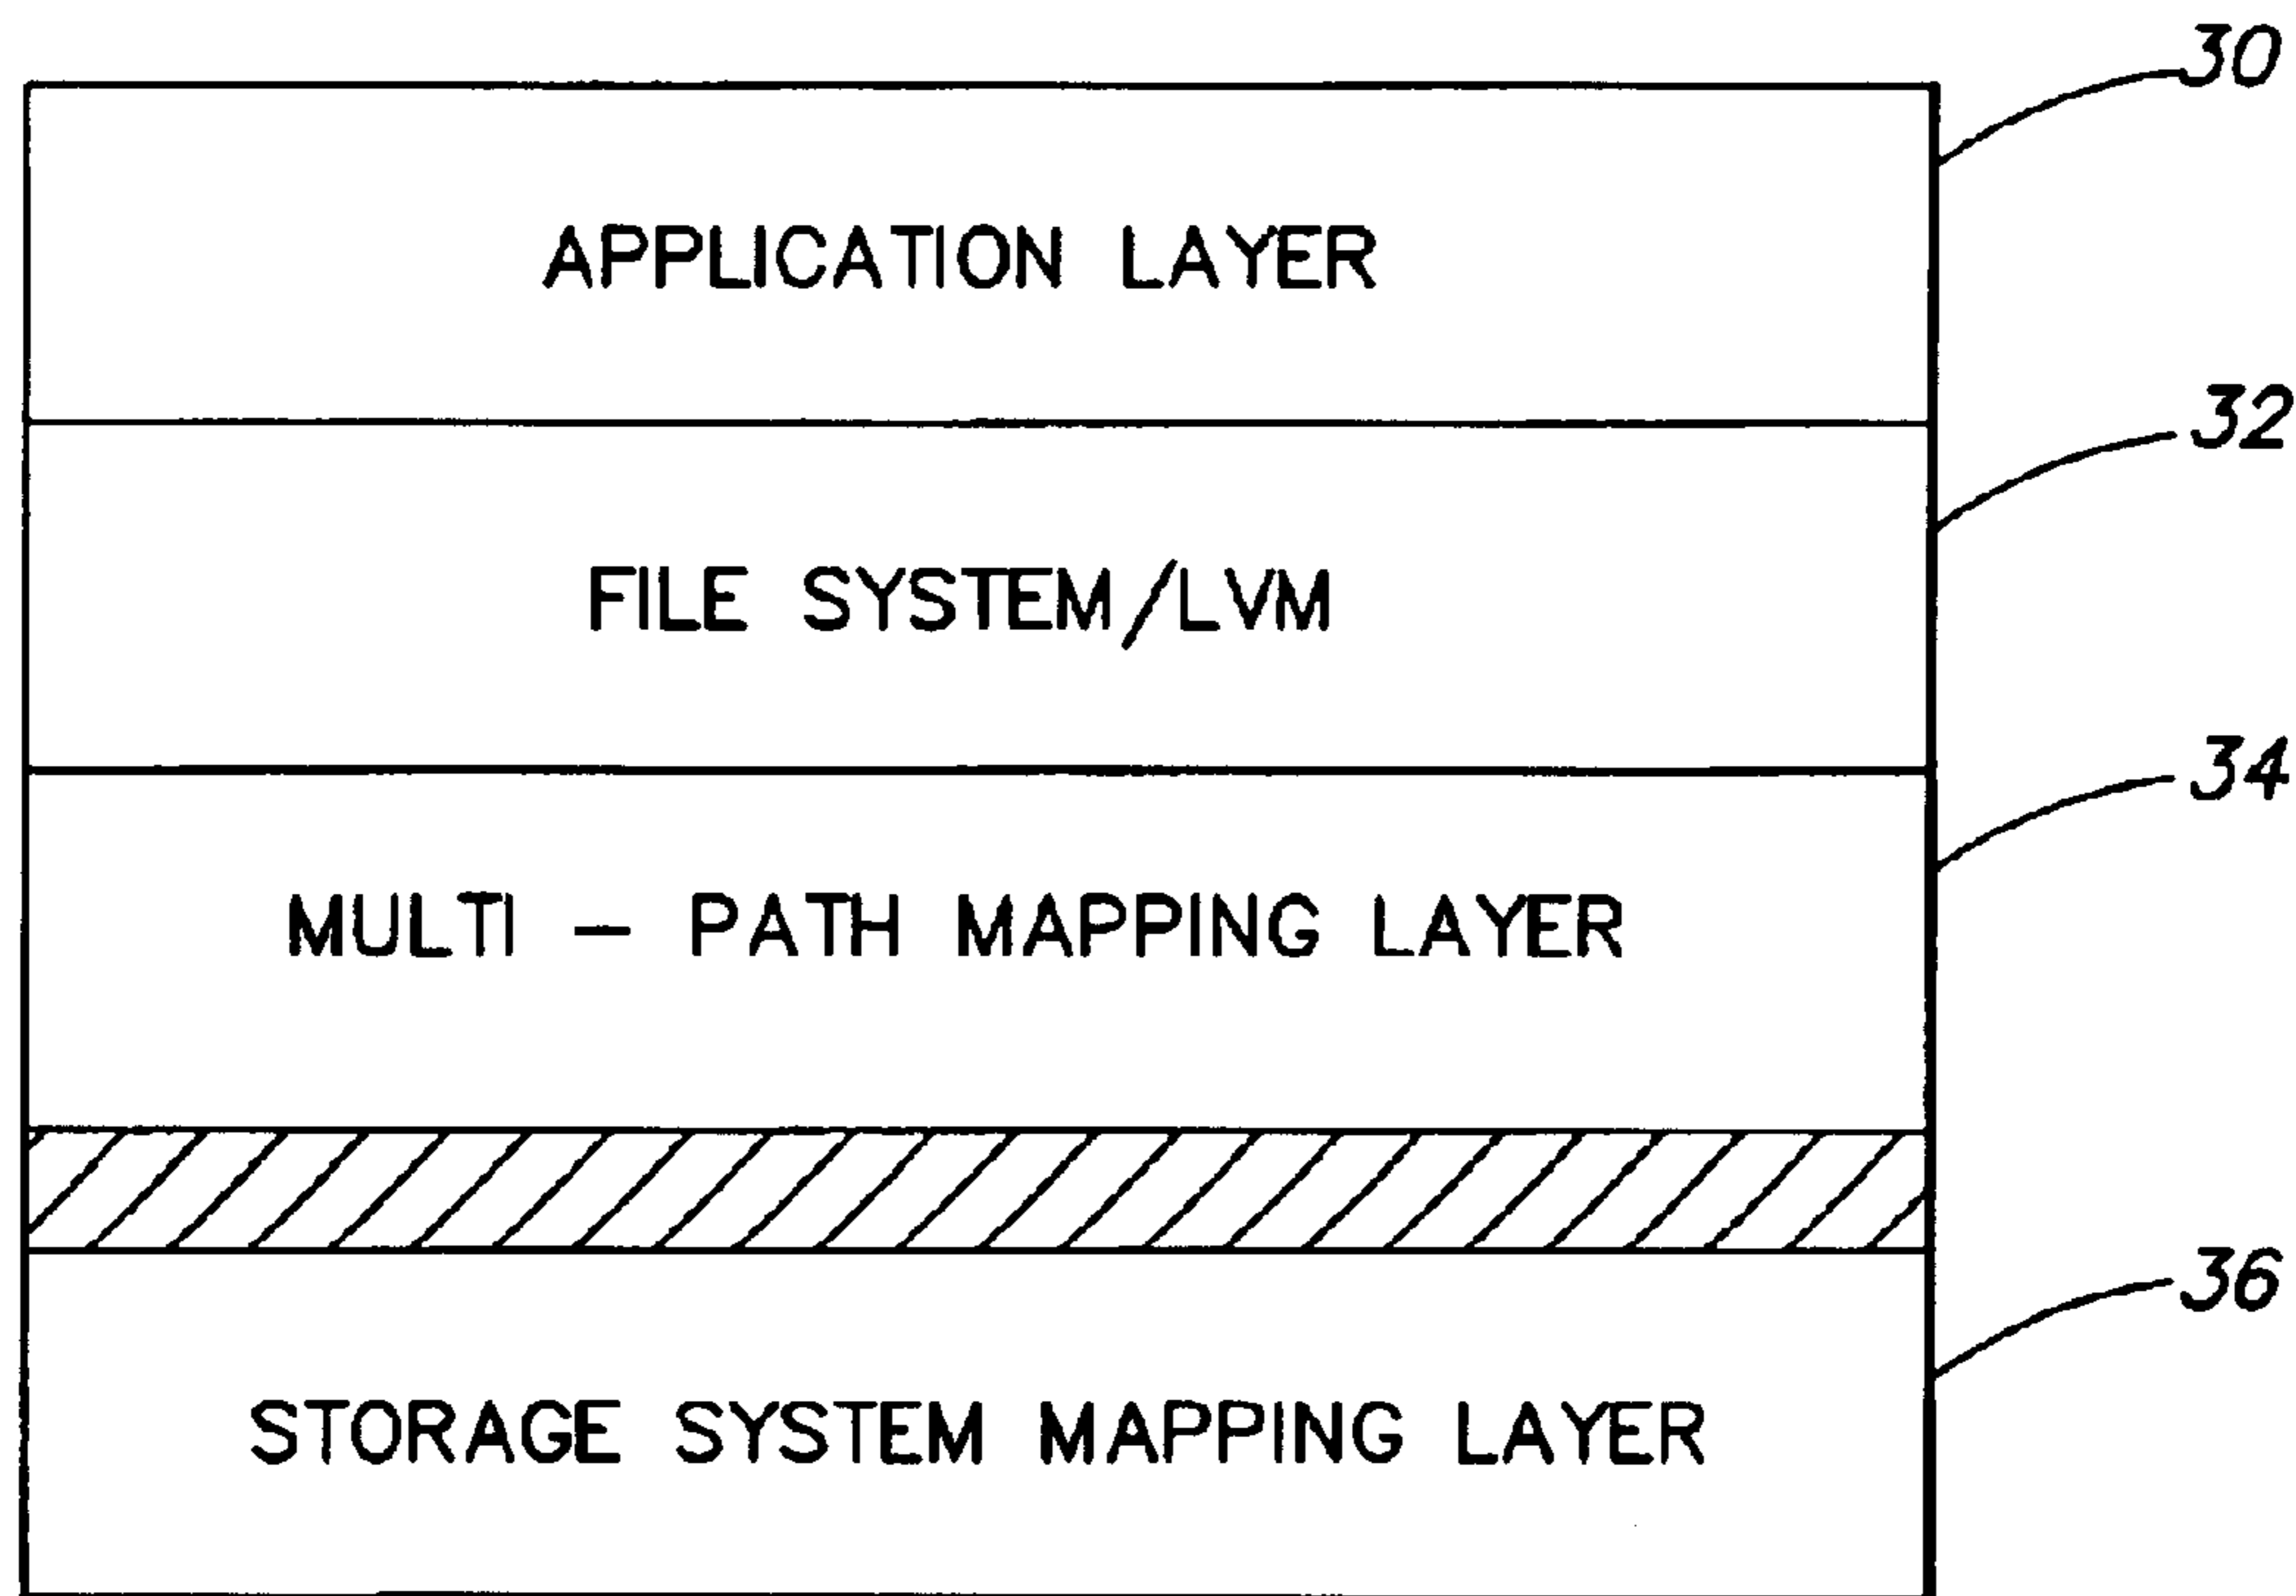 30
APPLICATION LAYER
32
FILE SYSTEM/LVM
34
MULTI – PATH MAPPING LAYER
36
STORAGE SYSTEM MAPPING LAYER